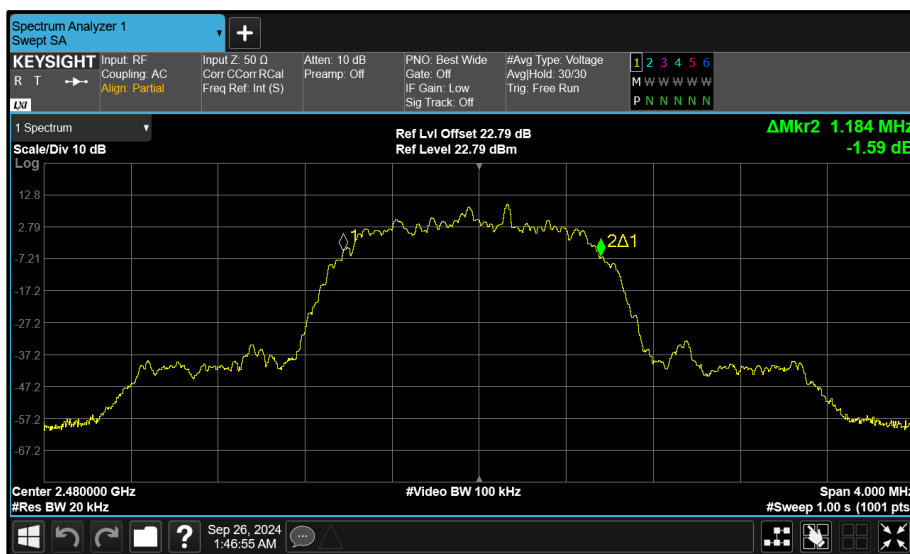 Spectrum Analyzer 1
Swept SA
+
KEYSIGHT
R T
LXI
Input: RF
Coupling: AC
Align: Partial
Input Z: 50 Ω
Corr CCorr RCal
Freq Ref: Int (S)
Atten: 10 dB
Preamp: Off
PNO: Best Wide
Gate: Off
IF Gain: Low
Sig Track: Off
#Avg Type: Voltage
Avg|Hold: 30/30
Trig: Free Run
1 2 3 4 5 6
M W W W W W
P N N N N N
1 Spectrum
Scale/Div 10 dB
Log
Ref Lvl Offset 22.79 dB
Ref Level 22.79 dBm
ΔMkr2 1.184 MHz
-1.59 dB
12.8
2.79
-7.21
-17.2
-27.2
-37.2
-47.2
-57.2
-67.2
1
2Δ1
Center 2.480000 GHz
#Res BW 20 kHz
#Video BW 100 kHz
Span 4.000 MHz
#Sweep 1.00 s (1001 pts
?
Sep 26, 2024
1:46:55 AM